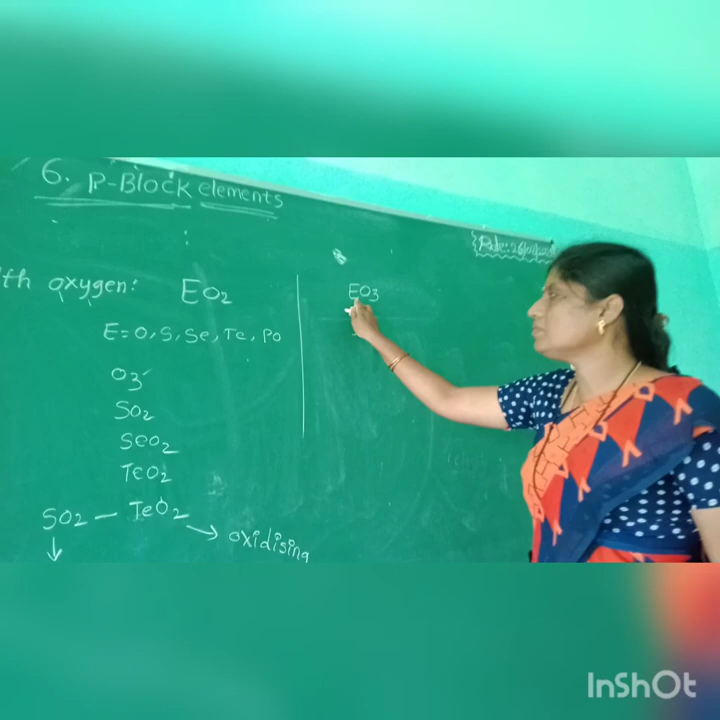 6. P-Block elements
th oxygen: EO2
E=O, S, Se, Te, Po
O3
SO2
SeO2
TeO2
SO2 — TeO2
↓
→ oxidising
EO3
InShOt